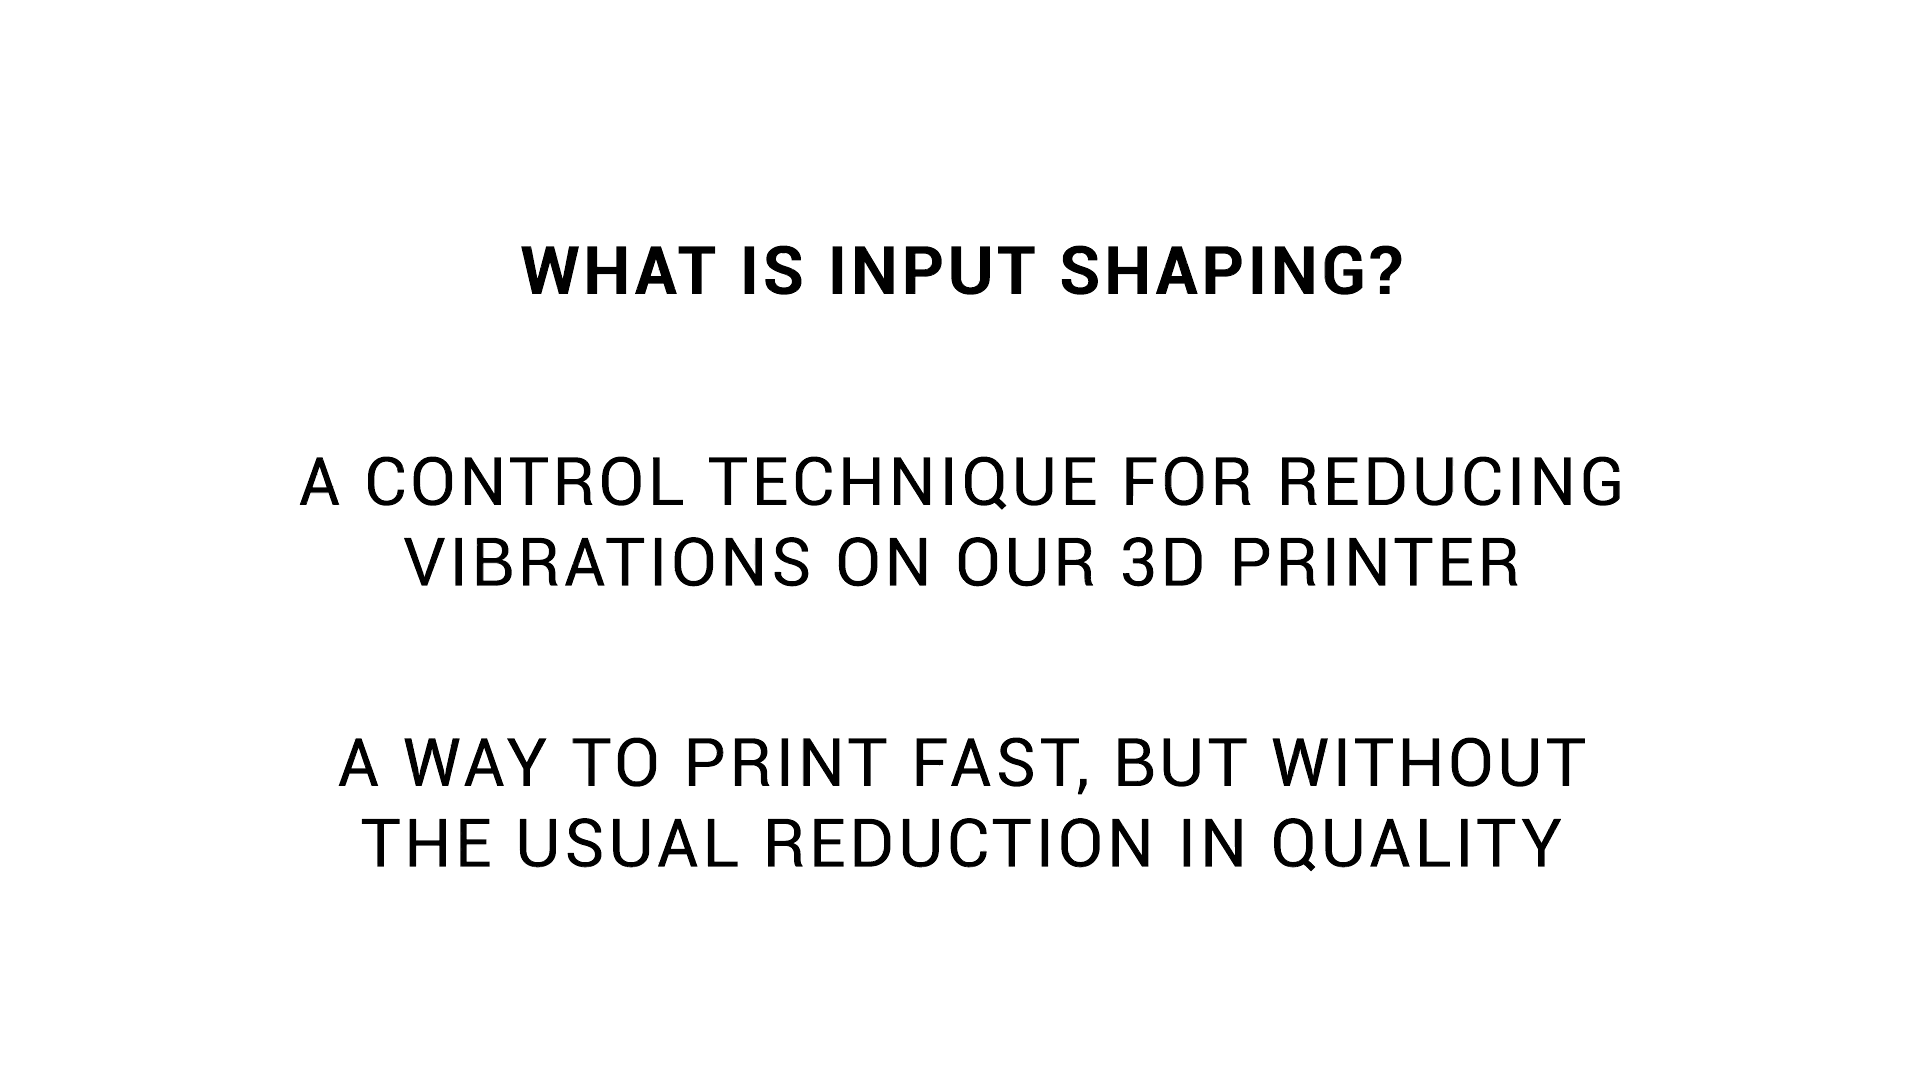 WHAT IS INPUT SHAPING?
A CONTROL TECHNIQUE FOR REDUCING
VIBRATIONS ON OUR 3D PRINTER
A WAY TO PRINT FAST, BUT WITHOUT
THE USUAL REDUCTION IN QUALITY